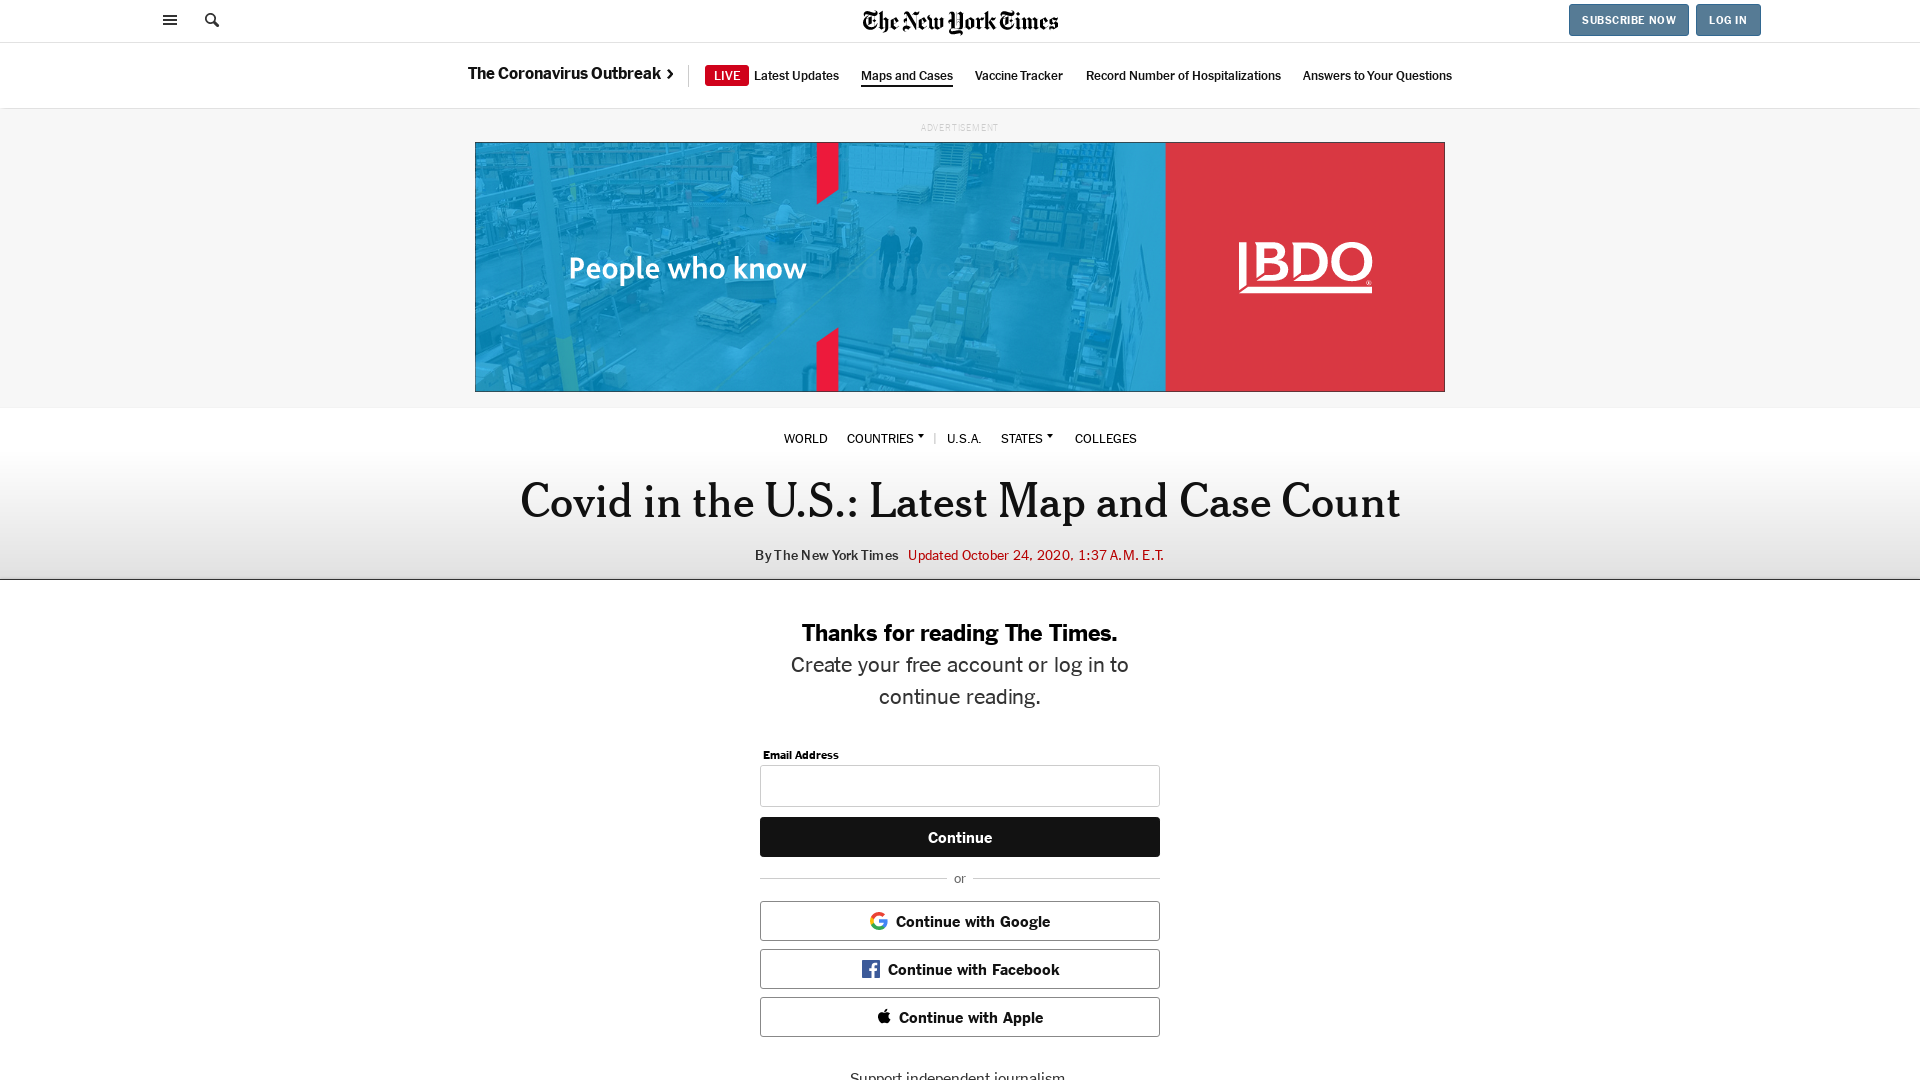 The New York Times
SUBSCRIBE NOW
LOG IN
The Coronavirus Outbreak
LIVE Latest Updates
Maps and Cases
Vaccine Tracker
Record Number of Hospitalizations
Answers to Your Questions
ADVERTISEMENT
People who know
BDO
WORLD
COUNTRIES
U.S.A.
STATES
COLLEGES
Covid in the U.S.: Latest Map and Case Count
By The New York Times Updated October 24, 2020, 1:37 A.M. E.T.
Thanks for reading The Times.
Create your free account or log in to
continue reading.
Email Address
Continue
or
Continue with Google
Continue with Facebook
Continue with Apple
Support independent journalism